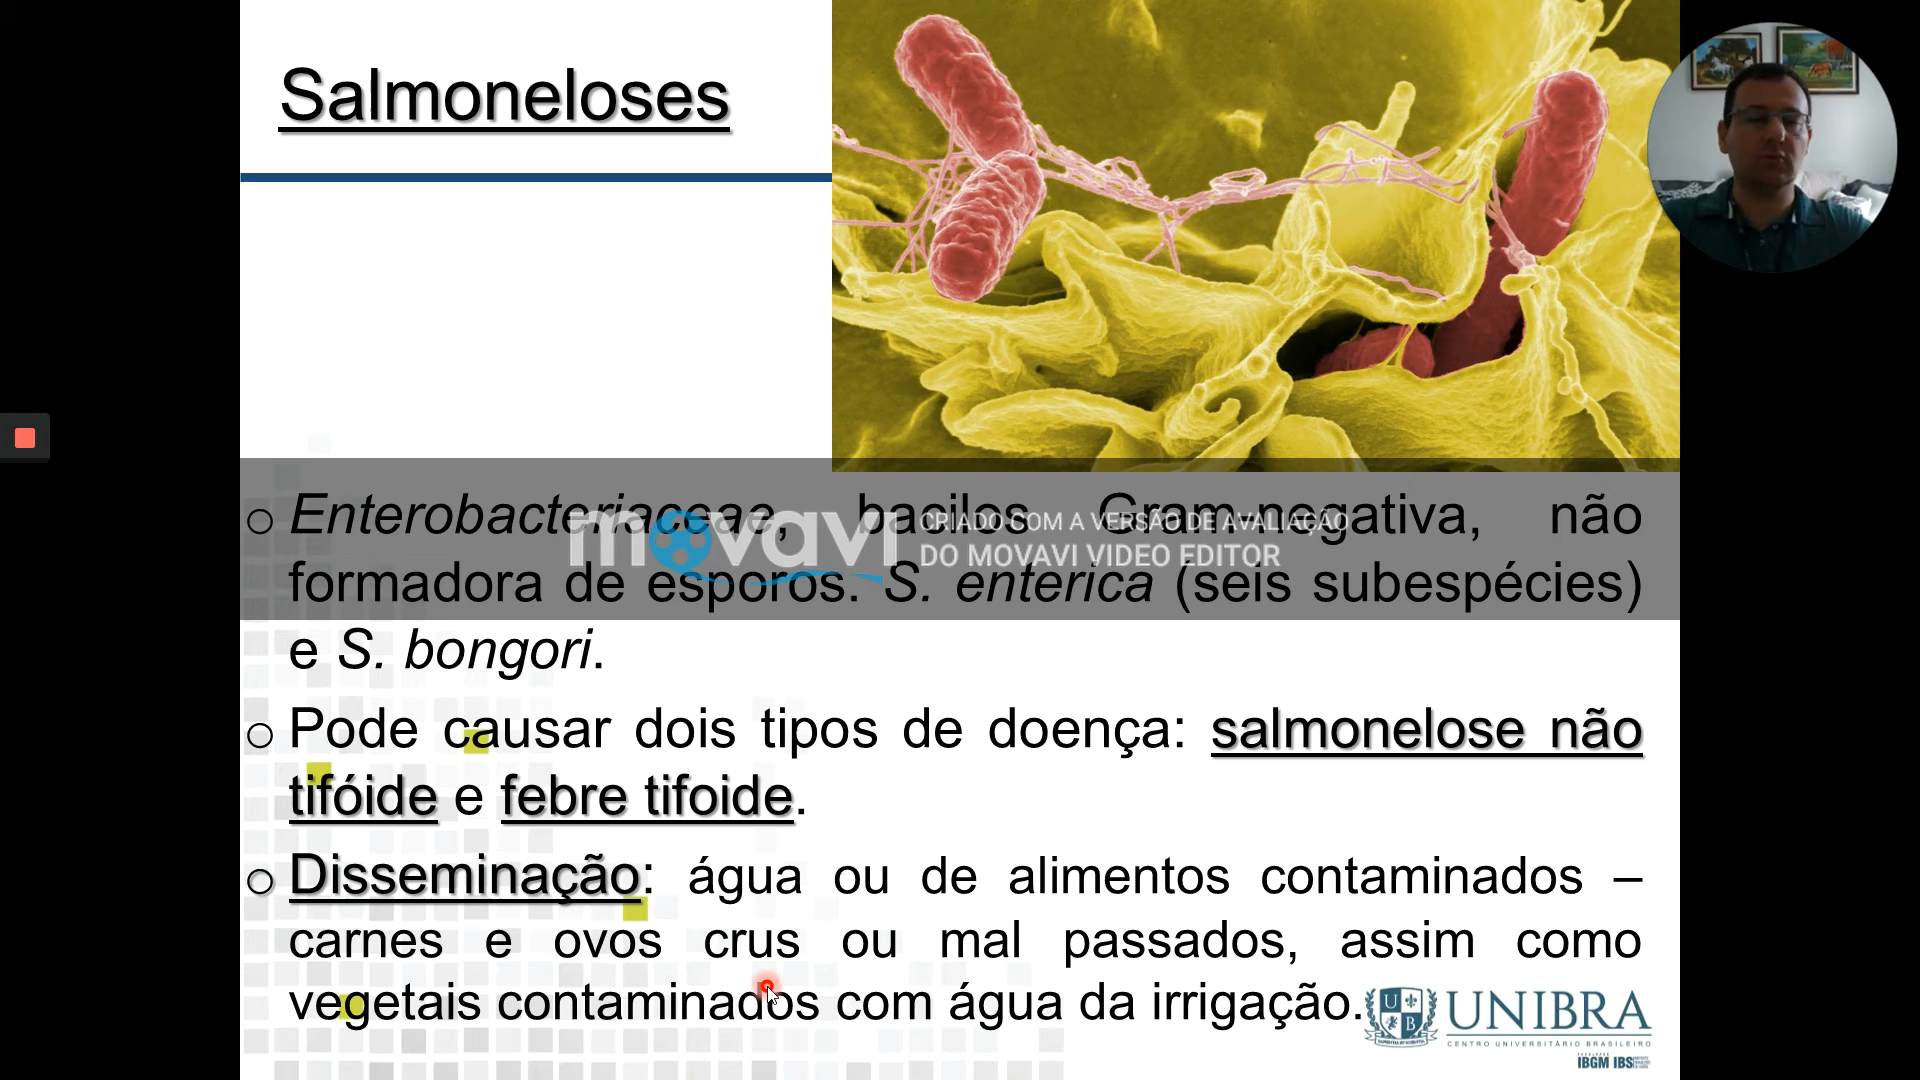 Salmoneloses
Enterobacteriaceae, bacilos Gram-negativa, não
formadora de esporos. S. enterica (seis subespécies)
e S. bongori.
movavi
CRIADO COM A VERSÃO DE AVALIAÇÃO
DO MOVAVI VIDEO EDITOR
Pode causar dois tipos de doença: salmonelose não
tifóide e febre tifoide.
Disseminação: água ou de alimentos contaminados –
carnes e ovos crus ou mal passados, assim como
vegetais contaminados com água da irrigação.
U B
UNIBRA
CENTRO UNIVERSITÁRIO BRASILEIRO
IBGM IBS